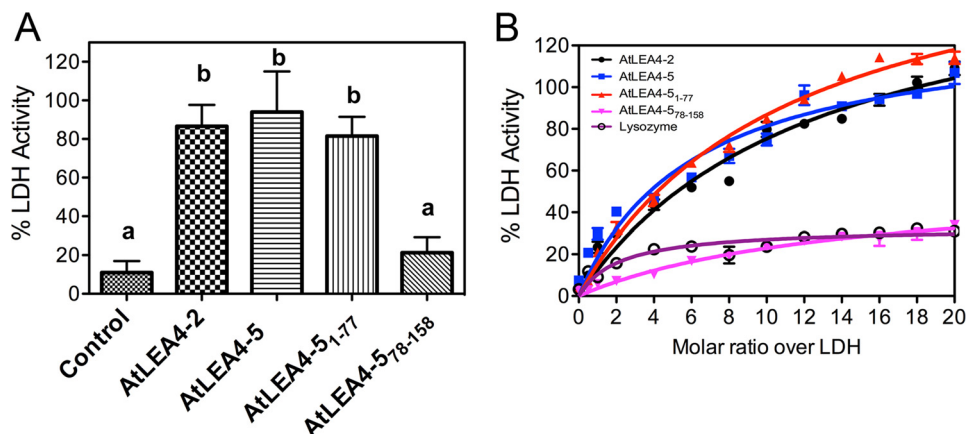 A
% LDH Activity
120
100
80
60
40
20
0
a
b
b
b
a
Control
AtLEA4-2
AtLEA4-5
AtLEA4-5₁₋₇₇
AtLEA4-5₇₈₋₁₅₈
B
% LDH Activity
120
100
80
60
40
20
0
AtLEA4-2
AtLEA4-5
AtLEA4-5₁₋₇₇
AtLEA4-5₇₈₋₁₅₈
Lysozyme
0 2 4 6 8 10 12 14 16 18 20
Molar ratio over LDH